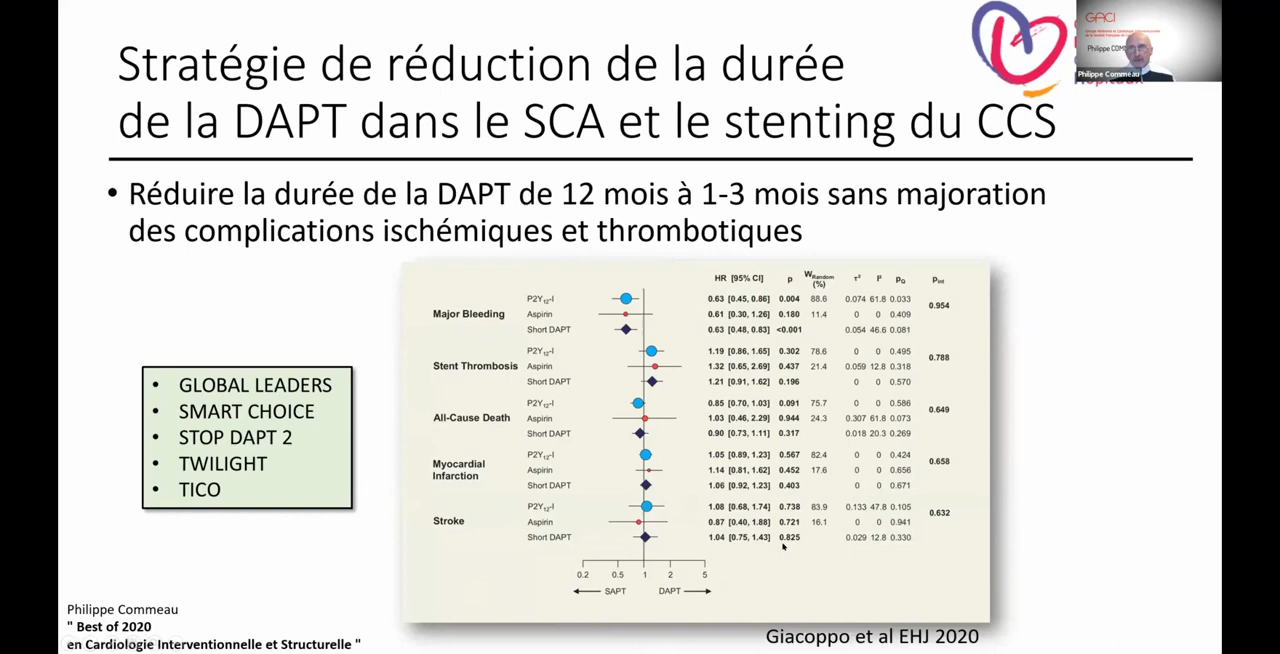 Stratégie de réduction de la durée
de la DAPT dans le SCA et le stenting du CCS
GACI
Philippe Commeau
• Réduire la durée de la DAPT de 12 mois à 1-3 mois sans majoration
des complications ischémiques et thrombotiques
• GLOBAL LEADERS
• SMART CHOICE
• STOP DAPT 2
• TWILIGHT
• TICO
HR [95% CI] p WRandom (%) τ² I² pQ pint
Major Bleeding
P2Y12-I 0.63 [0.45, 0.86] 0.004 88.6 0.074 61.8 0.033
Aspirin 0.61 [0.30, 1.26] 0.180 11.4 0 0 0.409
Short DAPT 0.63 [0.48, 0.83] <0.001 0.054 46.6 0.081
0.954
Stent Thrombosis
P2Y12-I 1.19 [0.86, 1.65] 0.302 78.6 0 0 0.495
Aspirin 1.32 [0.65, 2.69] 0.437 21.4 0.059 12.8 0.318
Short DAPT 1.21 [0.91, 1.62] 0.196 0 0 0.570
0.788
All-Cause Death
P2Y12-I 0.85 [0.70, 1.03] 0.091 75.7 0 0 0.586
Aspirin 1.03 [0.46, 2.29] 0.944 24.3 0.307 61.8 0.073
Short DAPT 0.90 [0.73, 1.11] 0.317 0.018 20.3 0.269
0.649
Myocardial
Infarction
P2Y12-I 1.05 [0.89, 1.23] 0.567 82.4 0 0 0.424
Aspirin 1.14 [0.81, 1.62] 0.452 17.6 0 0 0.656
Short DAPT 1.06 [0.92, 1.23] 0.403 0 0 0.671
0.658
Stroke
P2Y12-I 1.08 [0.68, 1.74] 0.738 83.9 0.133 47.8 0.105
Aspirin 0.87 [0.40, 1.88] 0.721 16.1 0 0 0.941
Short DAPT 1.04 [0.75, 1.43] 0.825 0.029 12.8 0.330
0.632
0.2 0.5 1 2 5
SAPT DAPT
Giacoppo et al EHJ 2020
Philippe Commeau
" Best of 2020
en Cardiologie Interventionnelle et Structurelle "